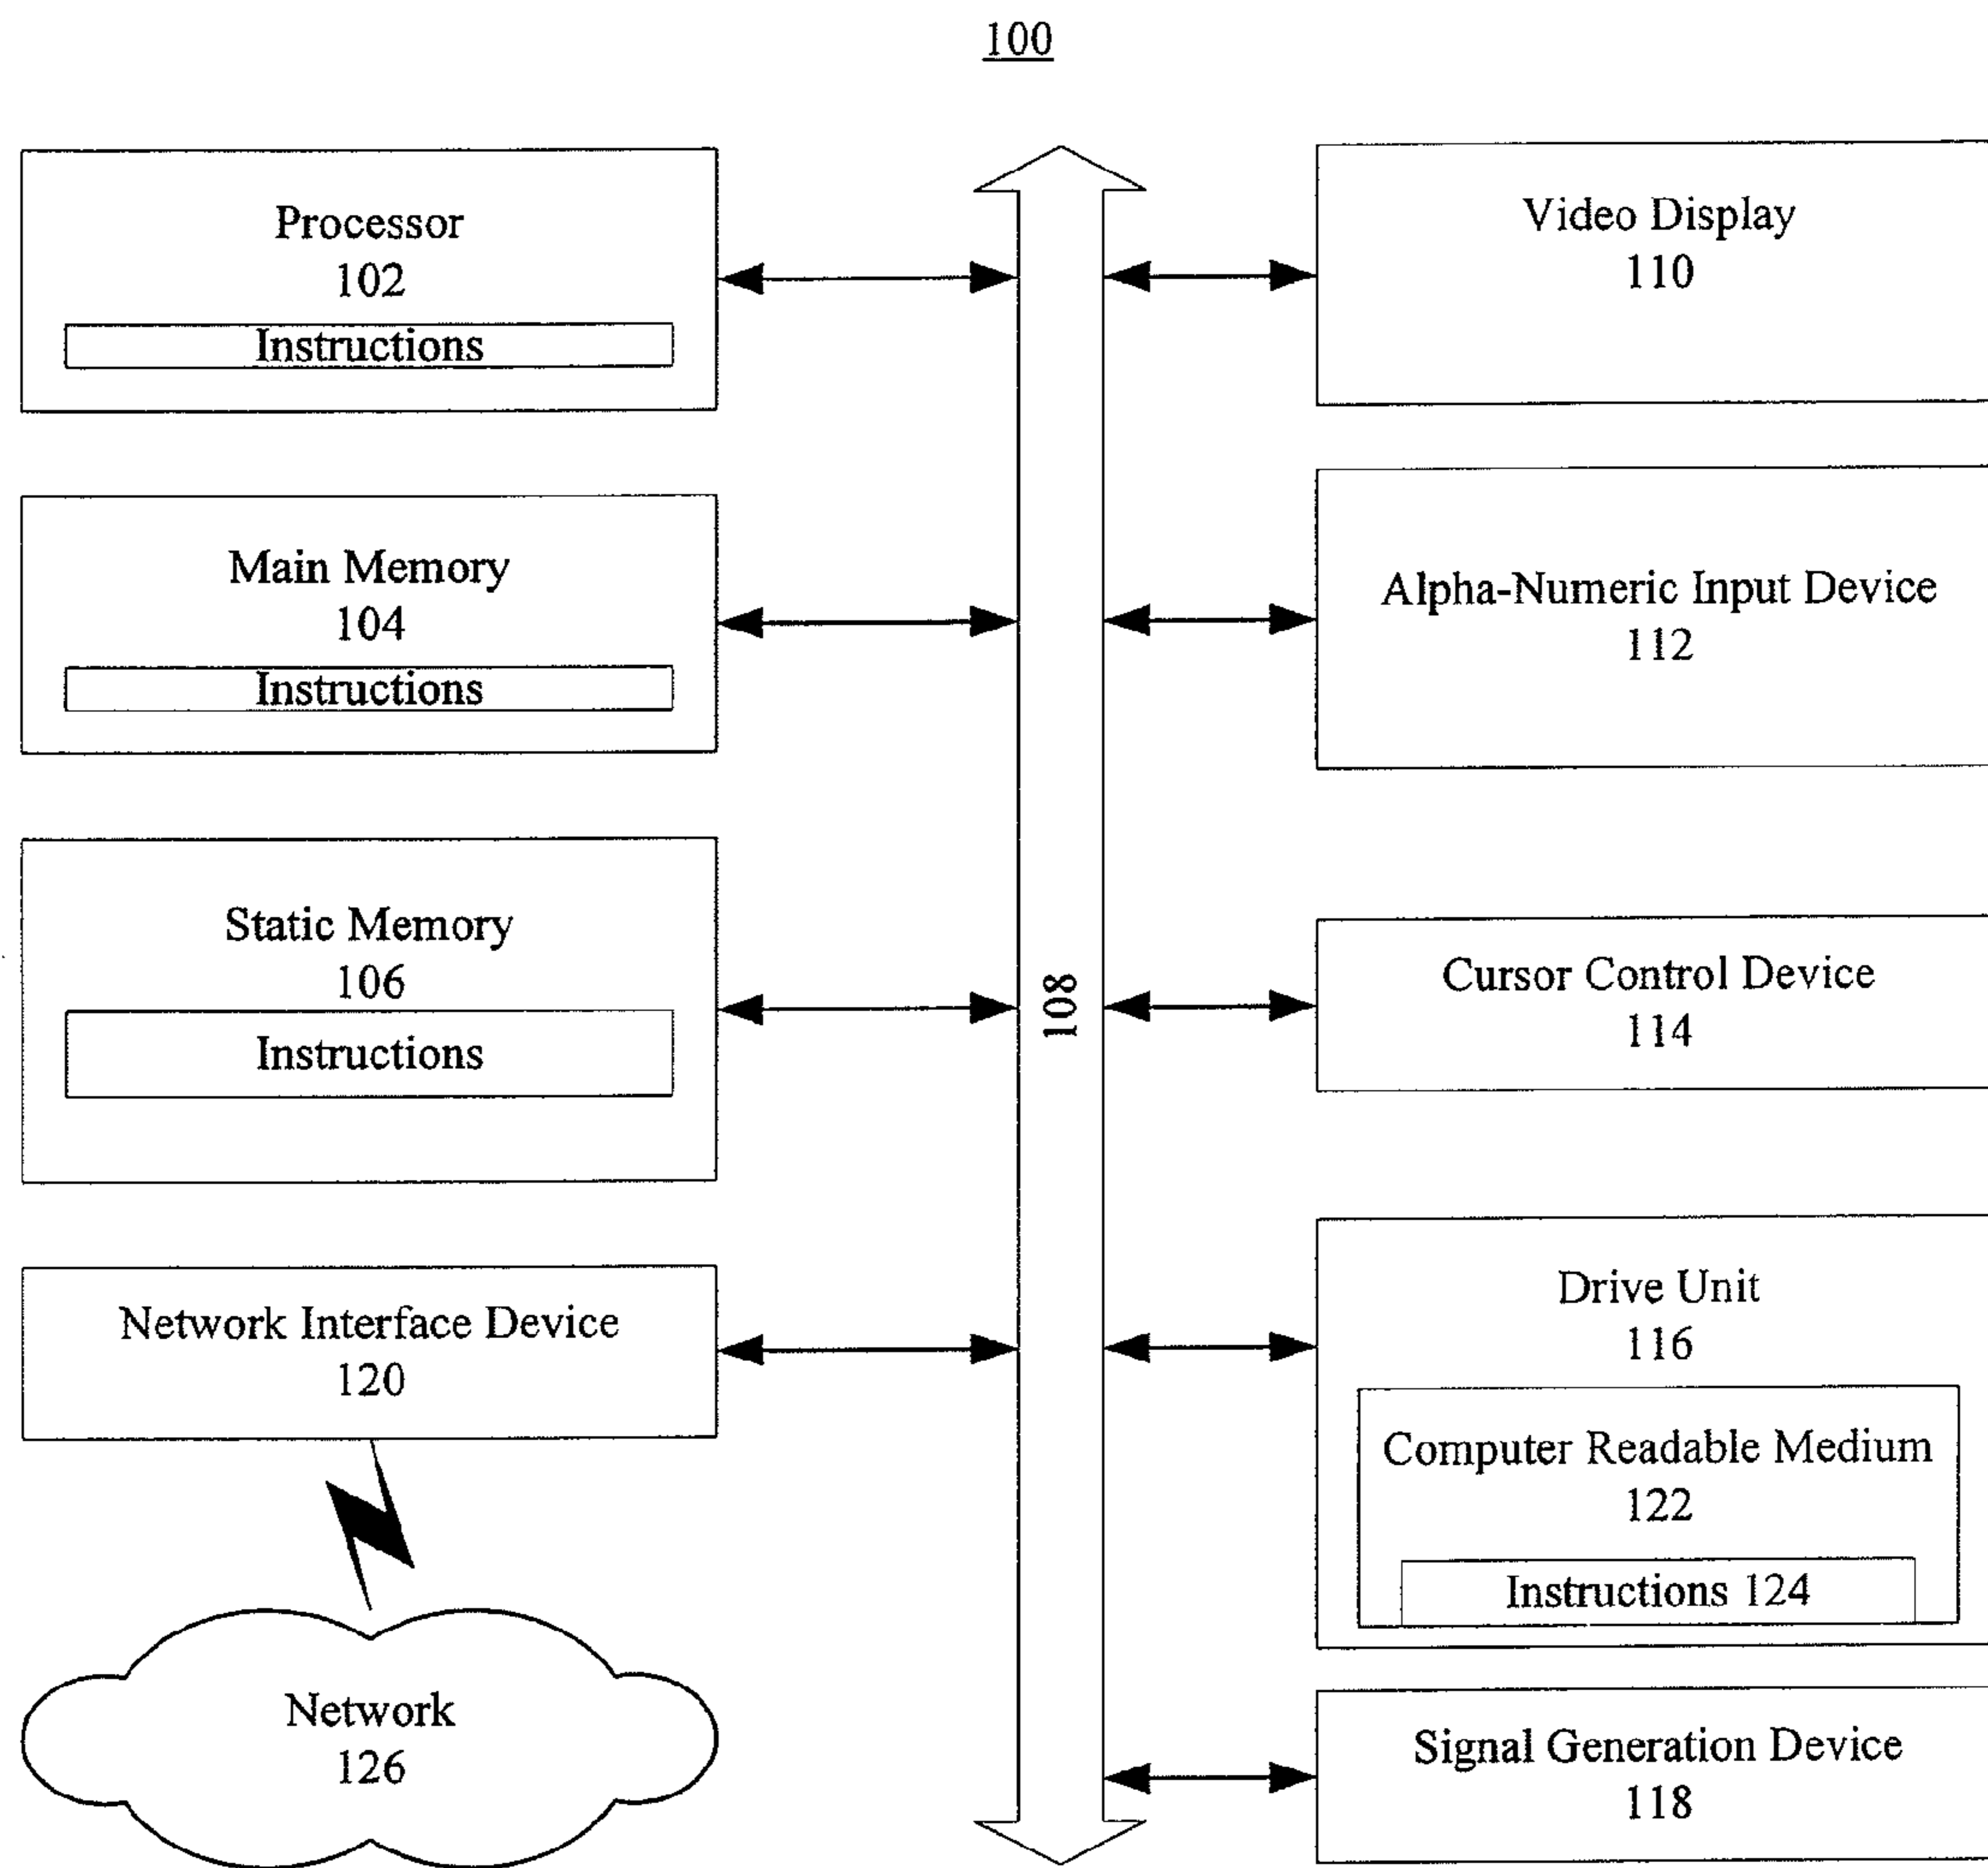 100
Processor
102
Instructions
Main Memory
104
Instructions
Static Memory
106
Instructions
Network Interface Device
120
Network
126
108
Video Display
110
Alpha-Numeric Input Device
112
Cursor Control Device
114
Drive Unit
116
Computer Readable Medium
122
Instructions 124
Signal Generation Device
118